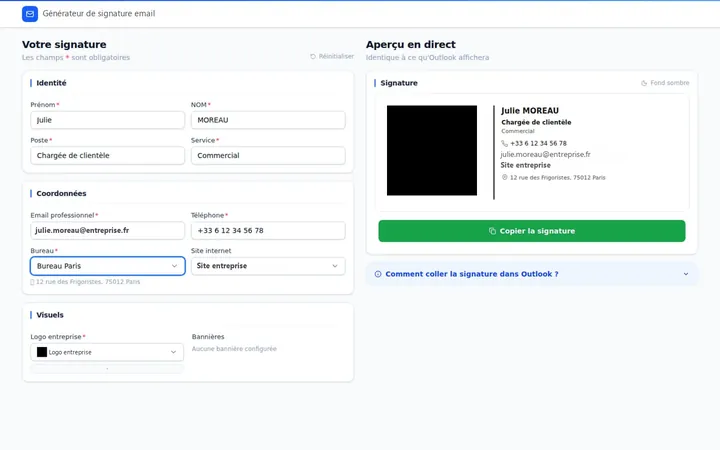 Générateur de signature email
Votre signature
Les champs * sont obligatoires
Réinitialiser
Identité
Prénom*
NOM*
Julie
MOREAU
Poste*
Service*
Chargée de clientèle
Commercial
Coordonnées
Email professionnel*
Téléphone*
julie.moreau@entreprise.fr
+33 6 12 34 56 78
Bureau*
Site internet
Bureau Paris
Site entreprise
12 rue des Frigoristes, 75012 Paris
Visuels
Logo entreprise*
Bannières
Logo entreprise
Aucune bannière configurée
Aperçu en direct
Identique à ce qu'Outlook affichera
Signature
Fond sombre
Julie MOREAU
Chargée de clientèle
Commercial
+33 6 12 34 56 78
julie.moreau@entreprise.fr
Site entreprise
12 rue des Frigoristes, 75012 Paris
Copier la signature
Comment coller la signature dans Outlook ?